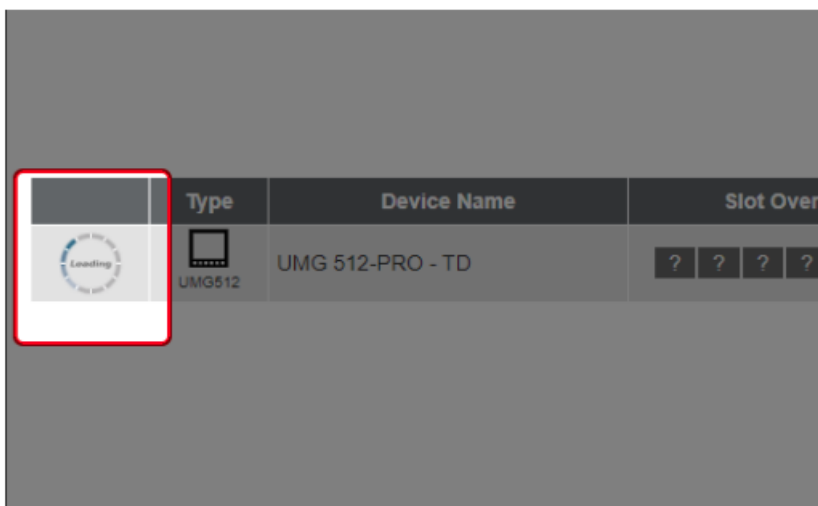 Type Device Name Slot Over
Loading UMG512 UMG 512-PRO - TD ? ? ? ?